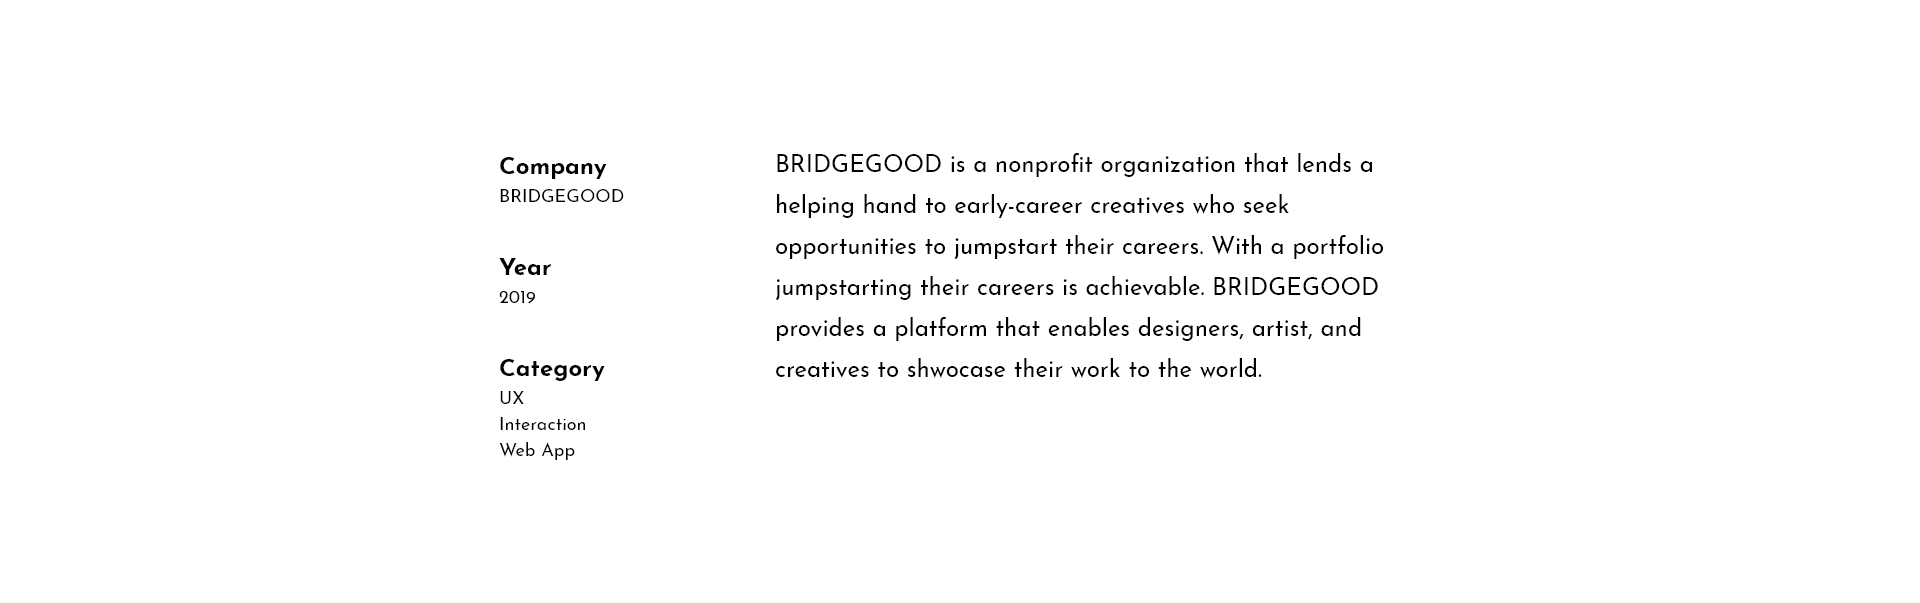 Company
BRIDGEGOOD
Year
2019
Category
UX
Interaction
Web App
BRIDGEGOOD is a nonprofit organization that lends a
helping hand to early-career creatives who seek
opportunities to jumpstart their careers. With a portfolio
jumpstarting their careers is achievable. BRIDGEGOOD
provides a platform that enables designers, artist, and
creatives to shwocase their work to the world.